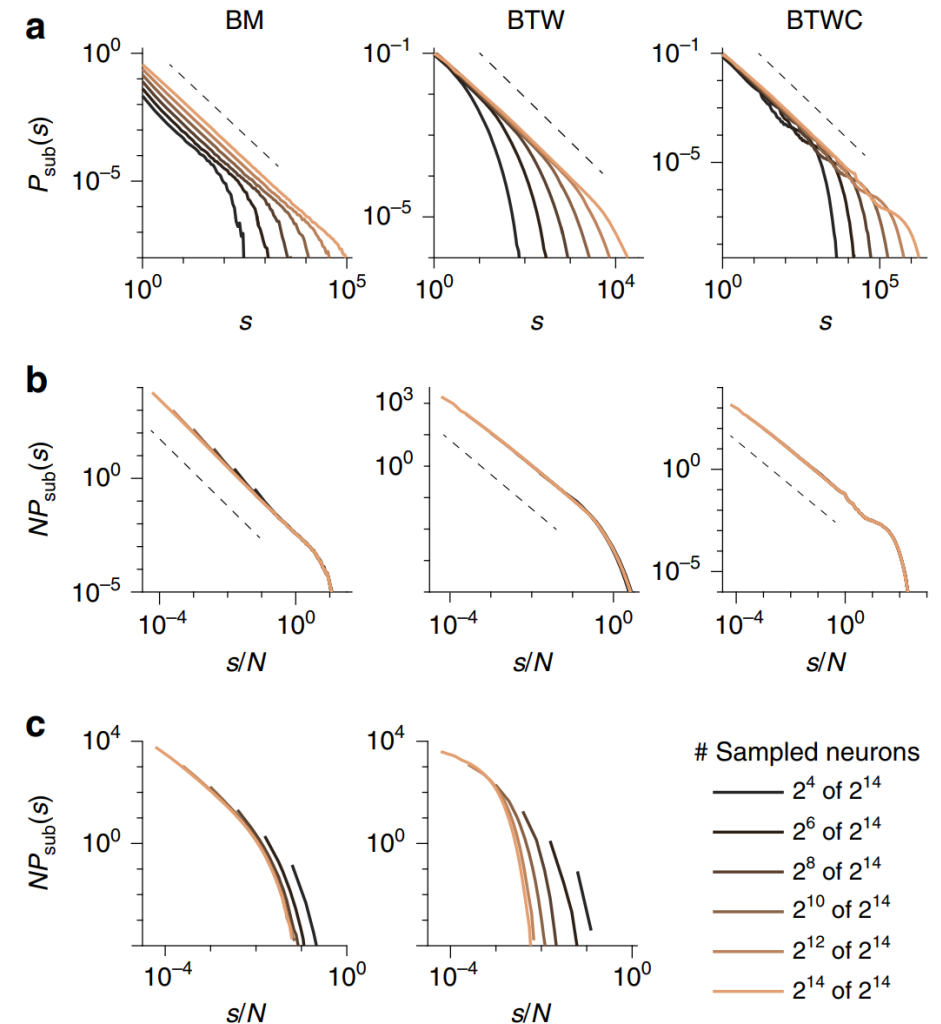 a
BM
BTW
BTWC
P_sub(s)
10^0
10^-5
10^0
10^5
s
10^-1
10^-5
10^0
10^4
s
10^-1
10^-5
10^0
10^5
s
b
NP_sub(s)
10^0
10^-5
10^-4
10^0
s/N
10^3
10^0
10^-4
10^0
s/N
10^0
10^-5
10^-4
10^0
s/N
c
NP_sub(s)
10^4
10^0
10^-4
10^0
s/N
10^4
10^0
10^-4
10^0
s/N
# Sampled neurons
2^4 of 2^14
2^6 of 2^14
2^8 of 2^14
2^10 of 2^14
2^12 of 2^14
2^14 of 2^14